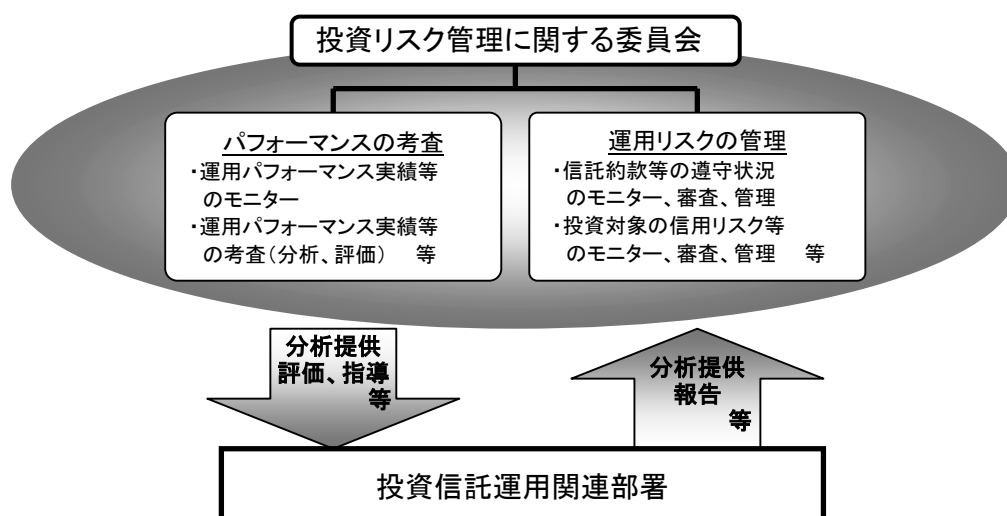 投資リスク管理に関する委員会
パフォーマンスの考査
・運用パフォーマンス実績等
のモニター
・運用パフォーマンス実績等
の考査(分析、評価) 等
運用リスクの管理
・信託約款等の遵守状況
のモニター、審査、管理
・投資対象の信用リスク等
のモニター、審査、管理 等
分析提供
評価、指導
等
分析提供
報告
等
投資信託運用関連部署